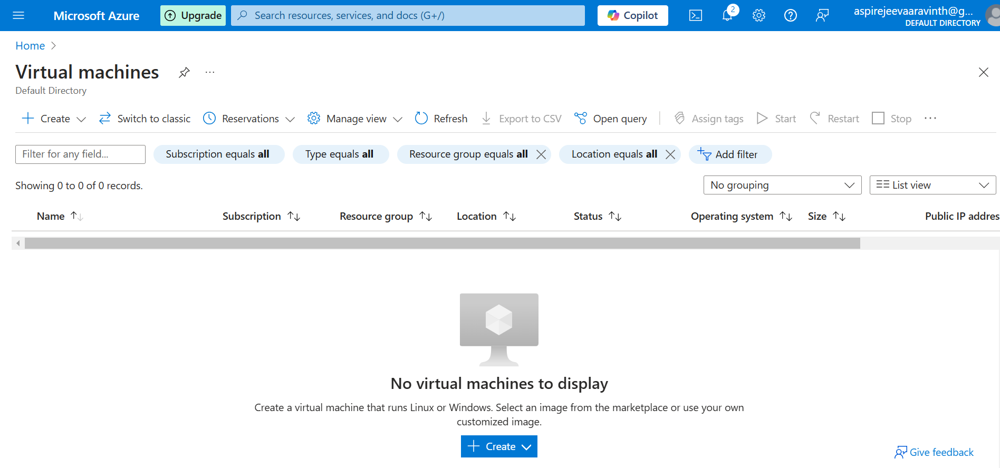 Microsoft Azure Upgrade Search resources, services, and docs (G+/) Copilot 2 aspirejeevaaravinth@g...
DEFAULT DIRECTORY
Home
Virtual machines ...
Default Directory
Create Switch to classic Reservations Manage view Refresh Export to CSV Open query Assign tags Start Restart Stop ...
Filter for any field... Subscription equals all Type equals all Resource group equals all Location equals all Add filter
Showing 0 to 0 of 0 records. No grouping List view
Name Subscription Resource group Location Status Operating system Size Public IP addres
No virtual machines to display
Create a virtual machine that runs Linux or Windows. Select an image from the marketplace or use your own
customized image.
Create
Give feedback